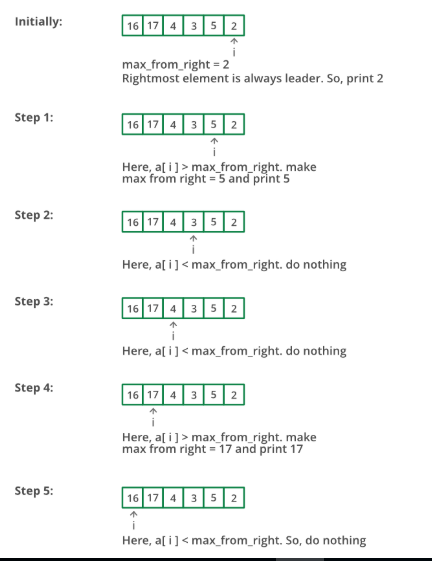 Initially:
16 17 4 3 5 2
i
max_from_right = 2
Rightmost element is always leader. So, print 2
Step 1:
16 17 4 3 5 2
i
Here, a[ i ] > max_from_right. make
max from right = 5 and print 5
Step 2:
16 17 4 3 5 2
i
Here, a[ i ] < max_from_right. do nothing
Step 3:
16 17 4 3 5 2
i
Here, a[ i ] < max_from_right. do nothing
Step 4:
16 17 4 3 5 2
i
Here, a[ i ] > max_from_right. make
max from right = 17 and print 17
Step 5:
16 17 4 3 5 2
i
Here, a[ i ] < max_from_right. So, do nothing